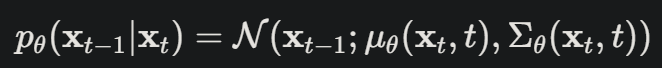 p_θ(𝐱_{t−1}|𝐱_t) = 𝒩(𝐱_{t−1}; μ_θ(𝐱_t, t), Σ_θ(𝐱_t, t))